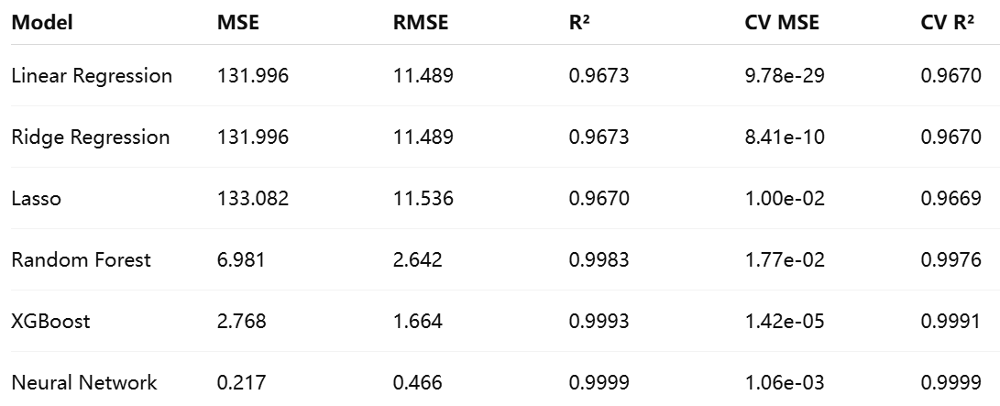 Model MSE RMSE R² CV MSE CV R²
Linear Regression 131.996 11.489 0.9673 9.78e-29 0.9670
Ridge Regression 131.996 11.489 0.9673 8.41e-10 0.9670
Lasso 133.082 11.536 0.9670 1.00e-02 0.9669
Random Forest 6.981 2.642 0.9983 1.77e-02 0.9976
XGBoost 2.768 1.664 0.9993 1.42e-05 0.9991
Neural Network 0.217 0.466 0.9999 1.06e-03 0.9999